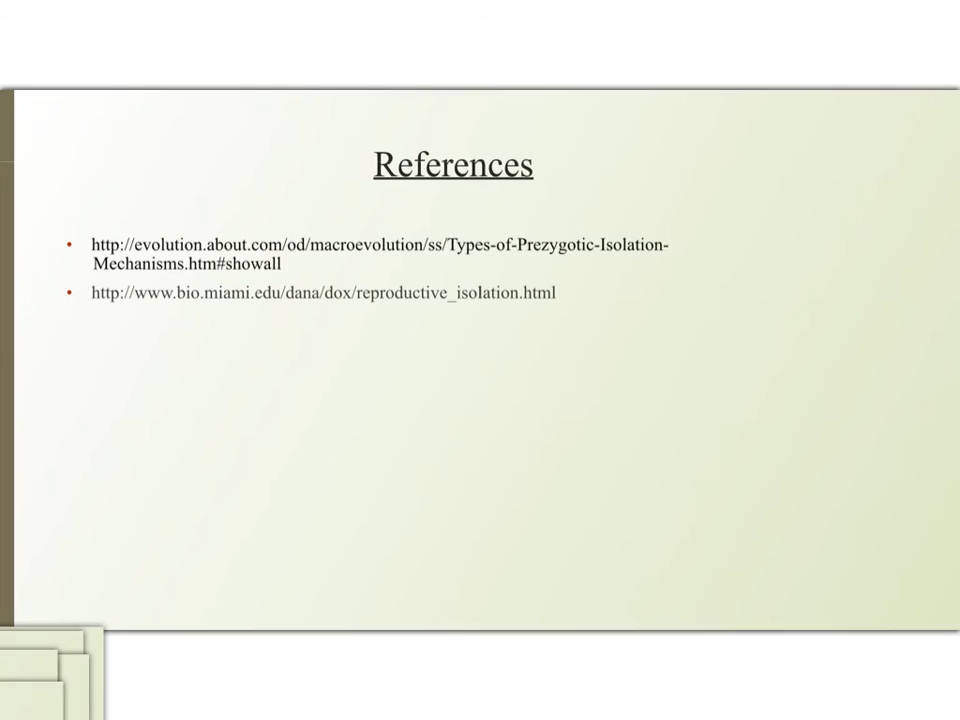 References
• http://evolution.about.com/od/macroevolution/ss/Types-of-Prezygotic-Isolation-
Mechanisms.htm#showall
• http://www.bio.miami.edu/dana/dox/reproductive_isolation.html